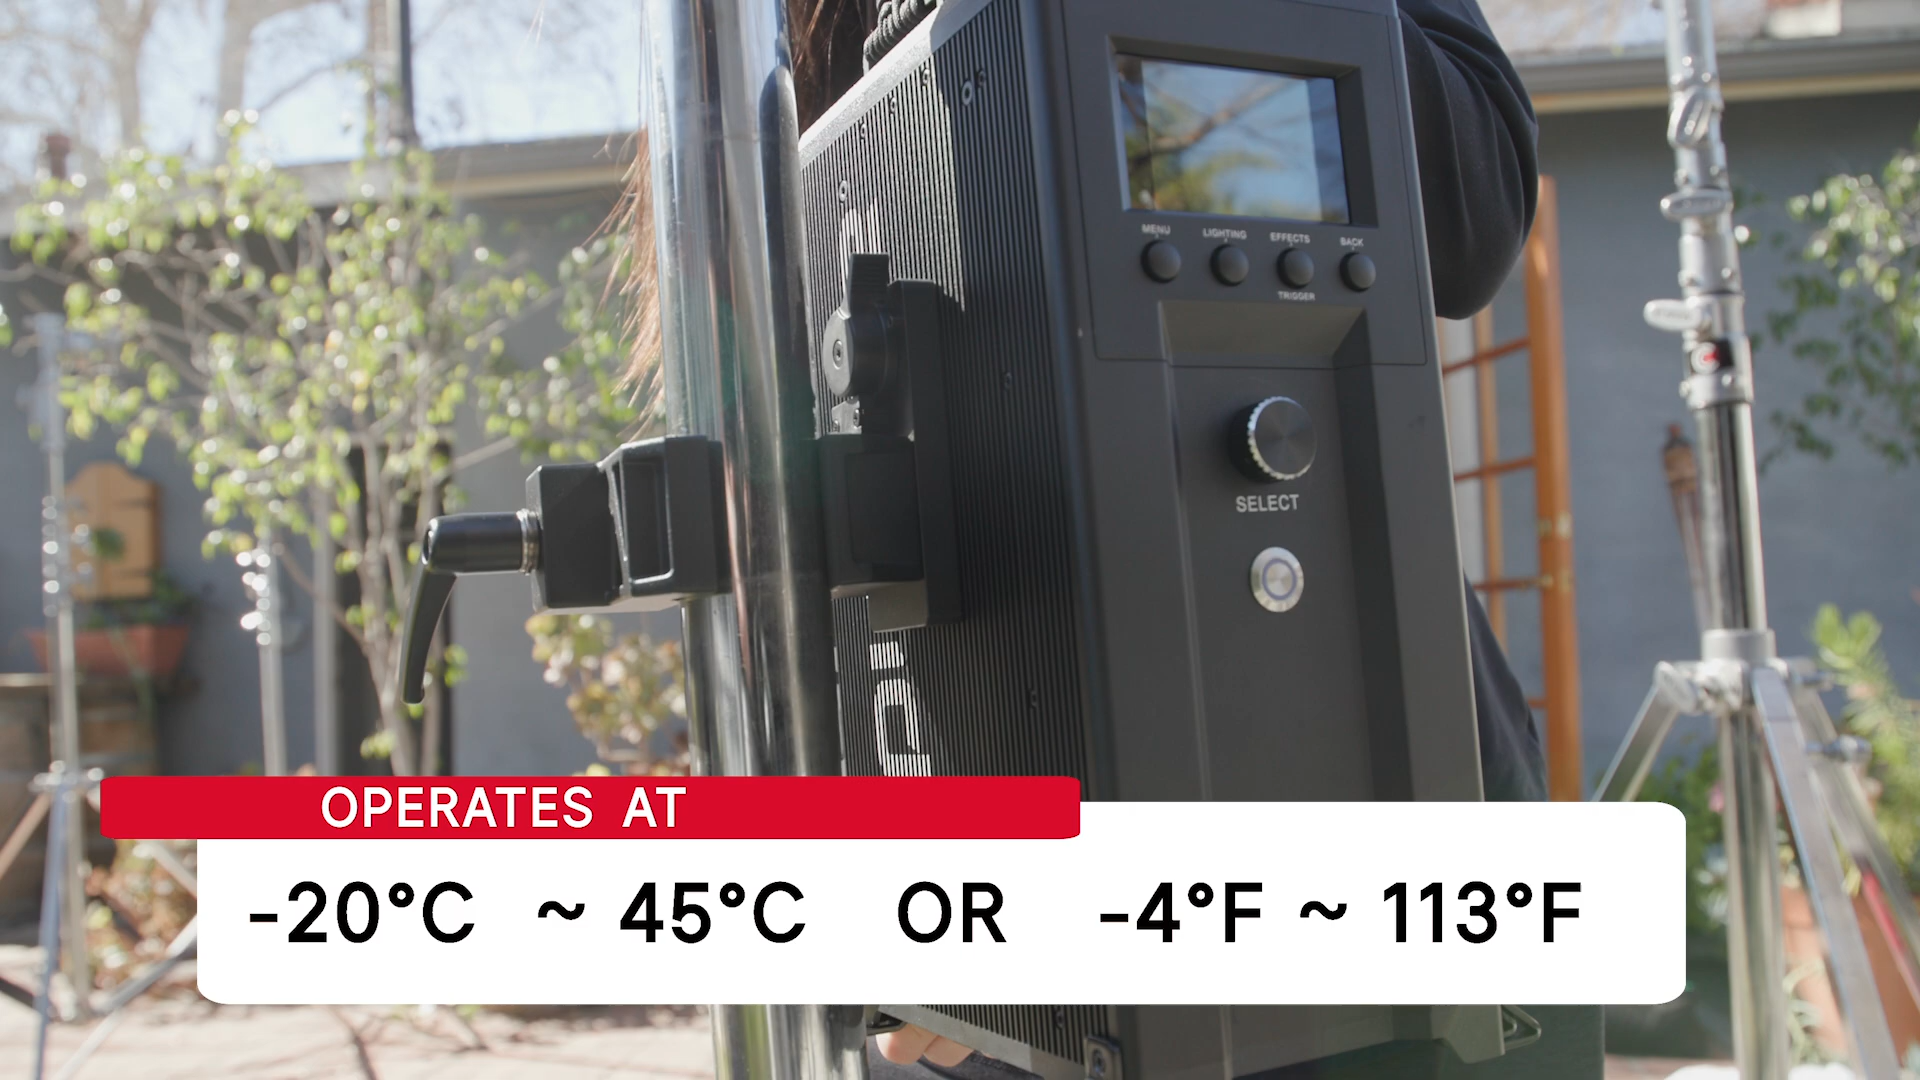 MENU LIGHTING EFFECTS BACK
TRIGGER
SELECT
OPERATES AT
-20°C ~ 45°C OR -4°F ~ 113°F